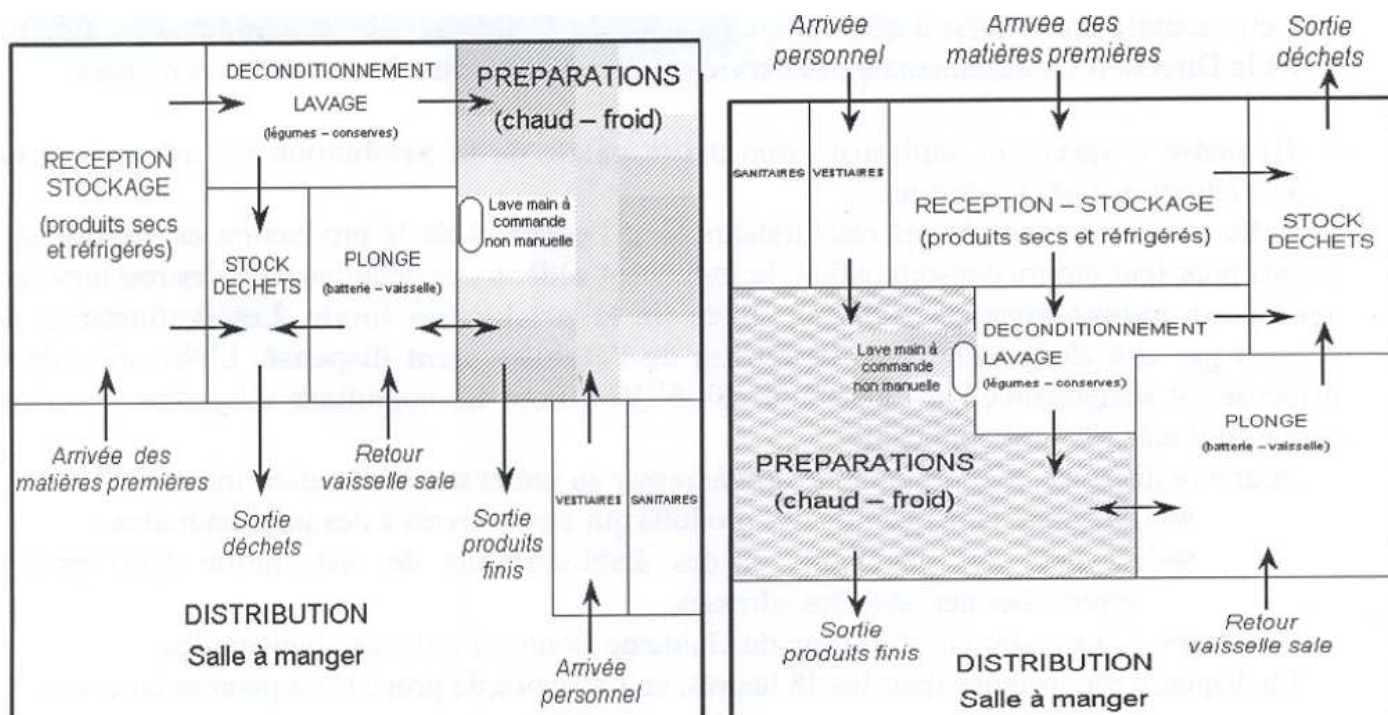 DECONDITIONNEMENT
LAVAGE
(légumes – conserves)
PREPARATIONS
(chaud – froid)
RECEPTION
STOCKAGE
(produits secs
et réfrigérés)
STOCK
DECHETS
PLONGE
(batterie – vaisselle)
Lave main à
commande
non manuelle
Arrivée des
matières premières
Sortie
déchets
Retour
vaisselle sale
Sortie
produits
finis
VESTIAIRES
SANITAIRES
Arrivée
personnel
DISTRIBUTION
Salle à manger
Arrivée
personnel
Arrivée des
matières premières
Sortie
déchets
SANITAIRES
VESTIAIRES
RECEPTION – STOCKAGE
(produits secs et réfrigérés)
STOCK
DECHETS
Lave main à
commande
non manuelle
DECONDITIONNEMENT
LAVAGE
(légumes – conserves)
PREPARATIONS
(chaud – froid)
PLONGE
(batterie – vaisselle)
Sortie
produits finis
Retour
vaisselle sale
DISTRIBUTION
Salle à manger